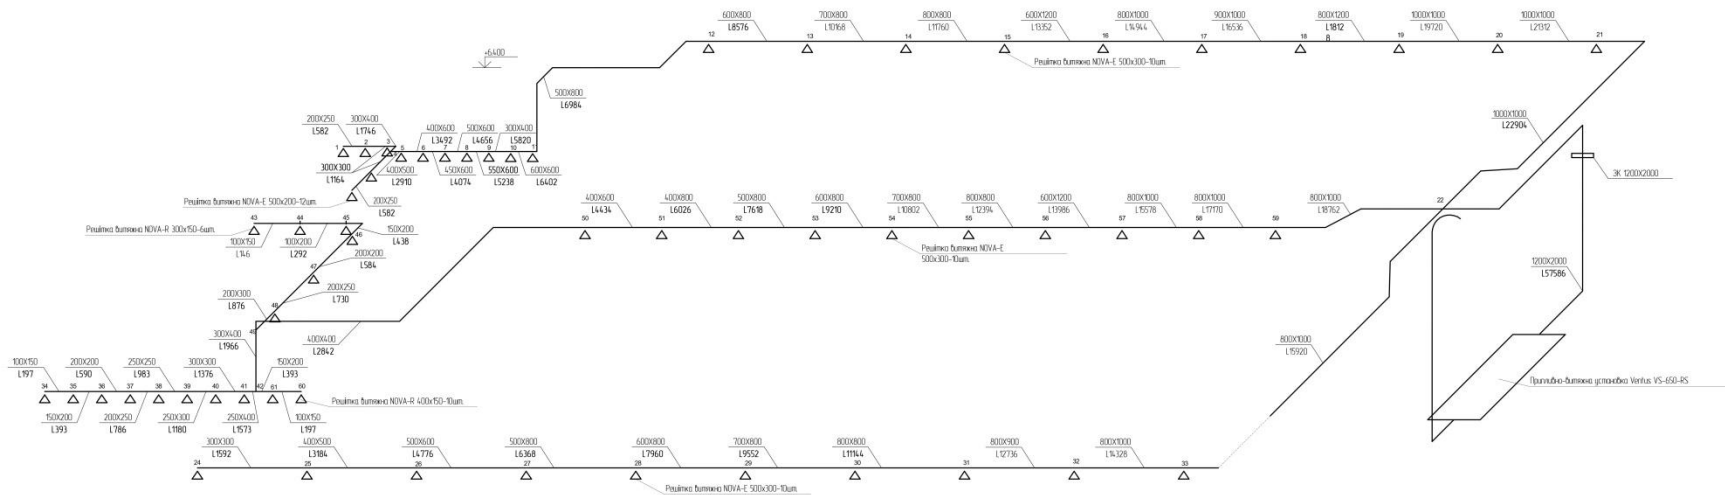 600X800
L8576
700X800
L10168
800X800
L11760
600X1200
L13352
800X1000
L14944
900X1000
L16536
800X1200
L1812
8
1000X1000
L19720
1000X1000
L21312
12
13
14
15
16
17
18
19
20
21
Решітка витяжна NOVA-E 500х300-10шт.
+6.400
500X800
L6984
200X250
L582
300X400
L1746
400X600
L3492
500X600
L4656
300X400
L5820
1
2
3
5
6
7
8
9
10
11
300X300
L1164
400X500
L2910
450X600
L4074
550X600
L5238
600X600
L6402
200X250
L582
Решітка витяжна NOVA-E 500х200-12шт.
1000X1000
L22904
ЗК 1200X2000
43
44
45
46
150X200
L438
Решітка витяжна NOVA-R 300х150-6шт.
100X150
L146
100X200
L292
200X200
L584
47
200X250
L730
200X300
L876
48
49
300X400
L1966
400X400
L2842
400X600
L4434
400X800
L6026
500X800
L7618
600X800
L9210
700X800
L10802
800X800
L12394
600X1200
L13986
800X1000
L15578
800X1000
L17170
800X1000
L18762
22
50
51
52
53
54
55
56
57
58
59
Решітка витяжна NOVA-E
500х300-10шт.
1200X2000
L57586
800X1000
L15920
Припливно-витяжна установка Ventus VS-650-RS
100X150
L197
200X200
L590
250X250
L983
300X300
L1376
150X200
L393
34
35
36
37
38
39
40
41
42
61
60
Решітка витяжна NOVA-R 400х150-10шт.
150X200
L393
200X250
L786
250X300
L1180
250X400
L1573
100X150
L197
300X300
L1592
400X500
L3184
500X600
L4776
500X800
L6368
600X800
L7960
700X800
L9552
800X800
L11144
800X900
L12736
800X1000
L14328
24
25
26
27
28
29
30
31
32
33
Решітка витяжна NOVA-E 500х300-10шт.